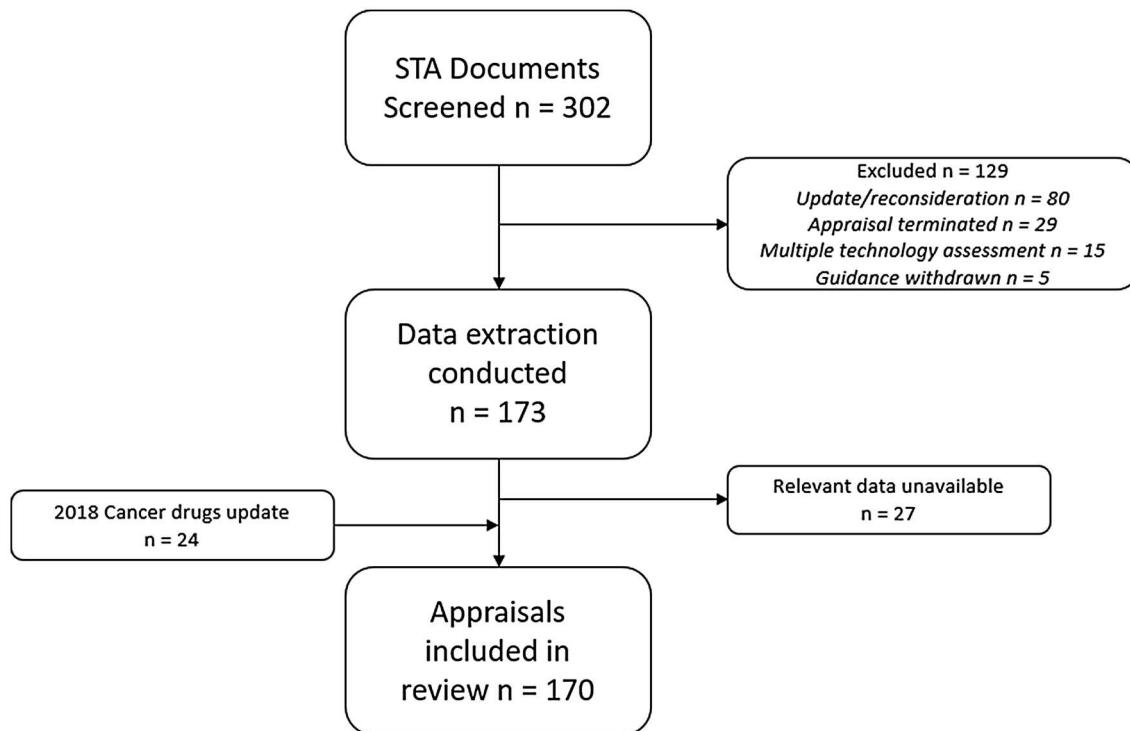 STA Documents
Screened n = 302
Excluded n = 129
Update/reconsideration n = 80
Appraisal terminated n = 29
Multiple technology assessment n = 15
Guidance withdrawn n = 5
Data extraction
conducted
n = 173
2018 Cancer drugs update
n = 24
Relevant data unavailable
n = 27
Appraisals
included in
review n = 170